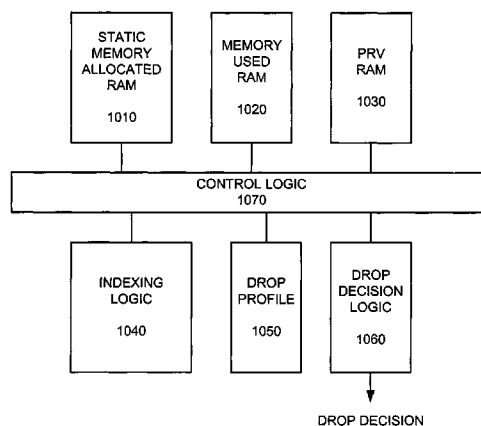 STATIC
MEMORY
ALLOCATED
RAM
1010
MEMORY
USED RAM
1020
PRV
RAM
1030
CONTROL LOGIC
1070
INDEXING
LOGIC
1040
DROP
PROFILE
1050
DROP
DECISION
LOGIC
1060
DROP DECISION